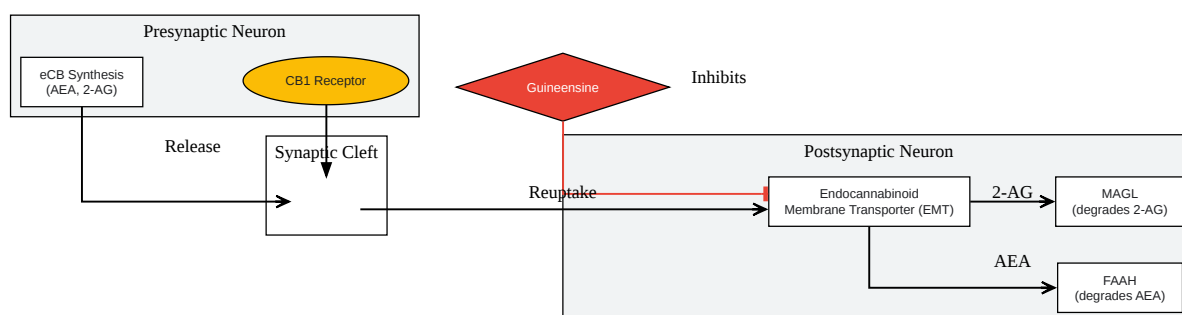 Presynaptic Neuron
eCB Synthesis
(AEA, 2-AG)
CB1 Receptor
Guineensine
Inhibits
Release
Synaptic Cleft
Postsynaptic Neuron
Reuptake
Endocannabinoid
Membrane Transporter (EMT)
2-AG
MAGL
(degrades 2-AG)
AEA
FAAH
(degrades AEA)